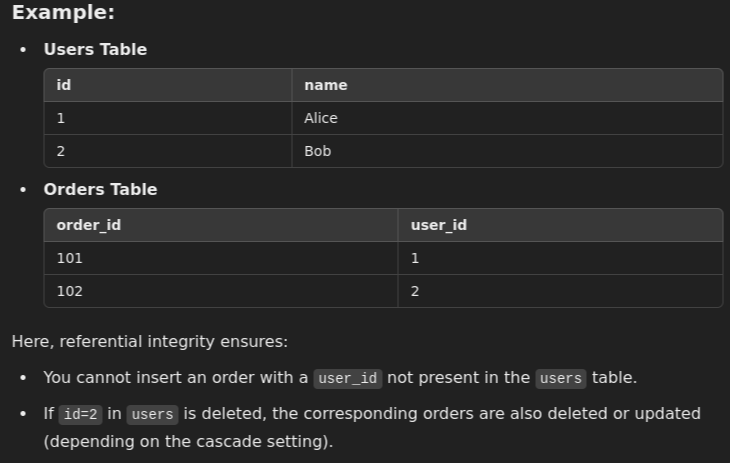 Example:
• Users Table
id name
1 Alice
2 Bob
• Orders Table
order_id user_id
101 1
102 2
Here, referential integrity ensures:
• You cannot insert an order with a user_id not present in the users table.
• If id=2 in users is deleted, the corresponding orders are also deleted or updated
(depending on the cascade setting).